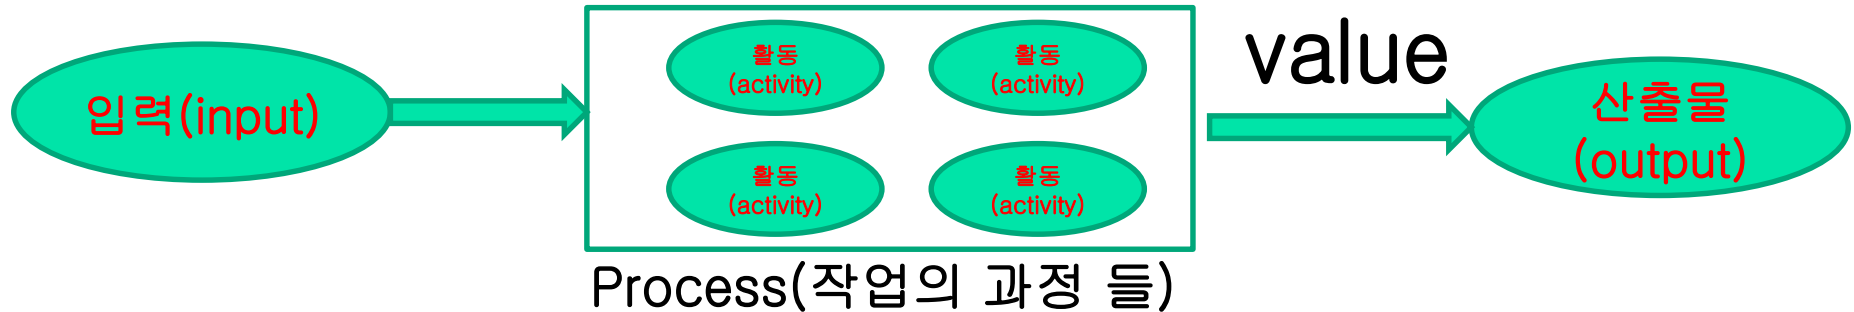 입력(input)
활동
(activity)
활동
(activity)
활동
(activity)
활동
(activity)
Process(작업의 과정 들)
value
산출물
(output)